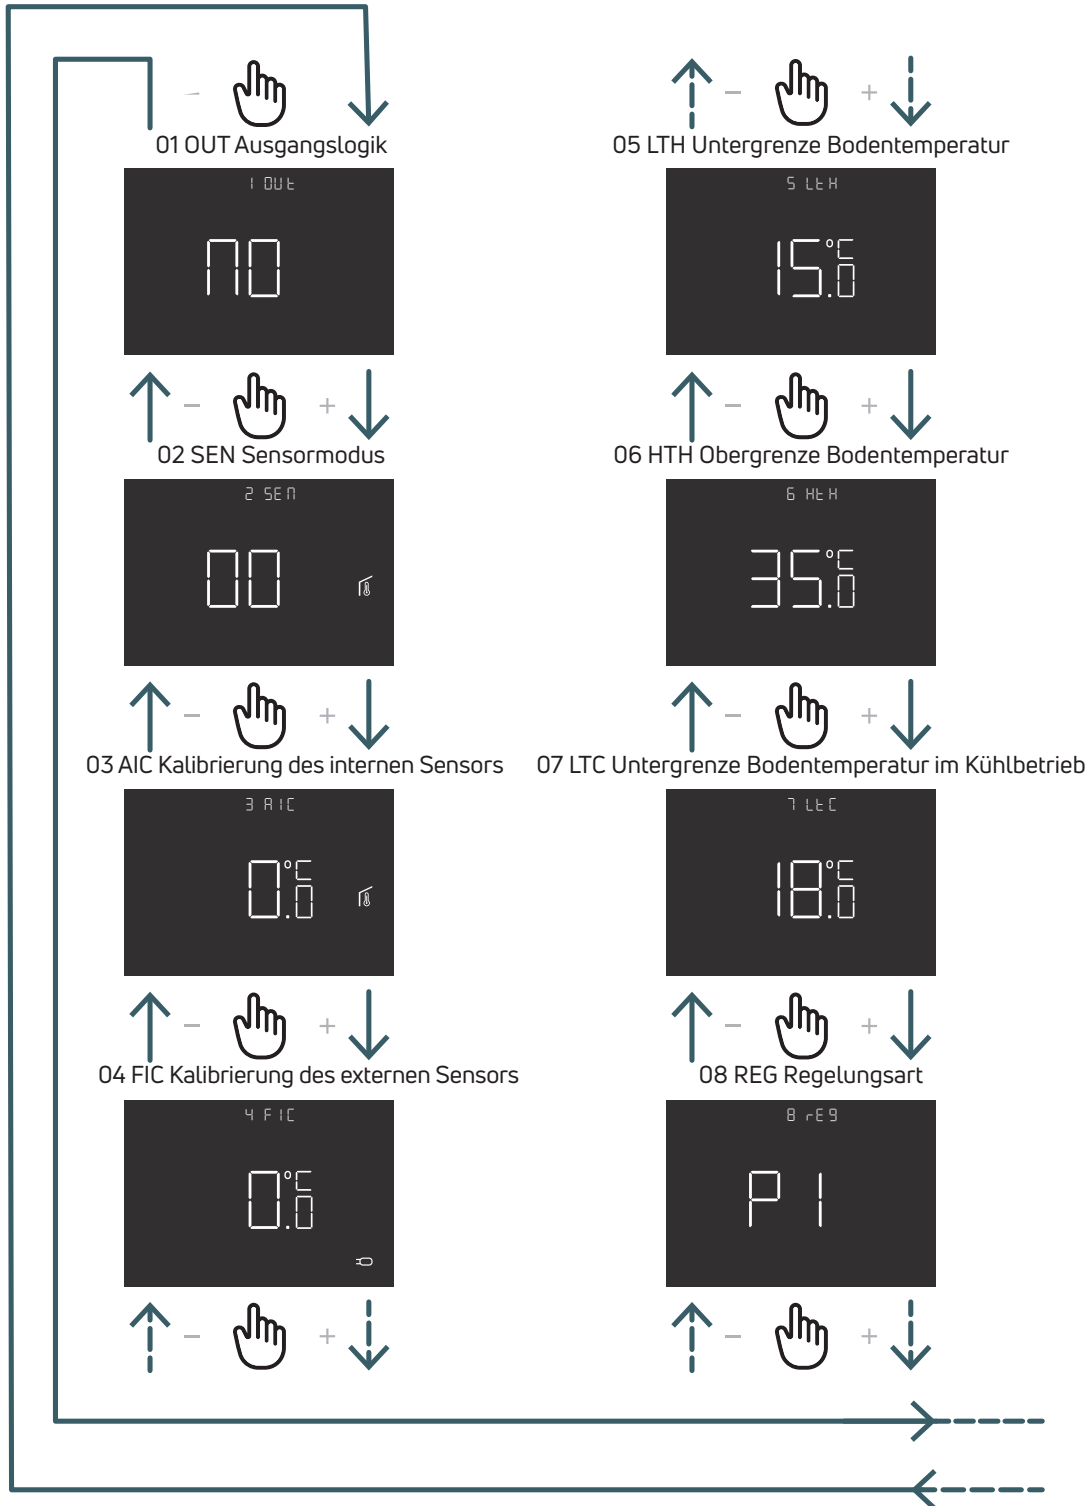 01 OUT Ausgangslogik
1 OUt
NO
02 SEN Sensormodus
2 SEN
00
03 AIC Kalibrierung des internen Sensors
3 AIC
0.0 °C
04 FIC Kalibrierung des externen Sensors
4 FIC
0.0 °C
05 LTH Untergrenze Bodentemperatur
5 LtH
15.0 °C
06 HTH Obergrenze Bodentemperatur
6 HtH
35.0 °C
07 LTC Untergrenze Bodentemperatur im Kühlbetrieb
7 LtC
18.0 °C
08 REG Regelungsart
8 rEg
PI